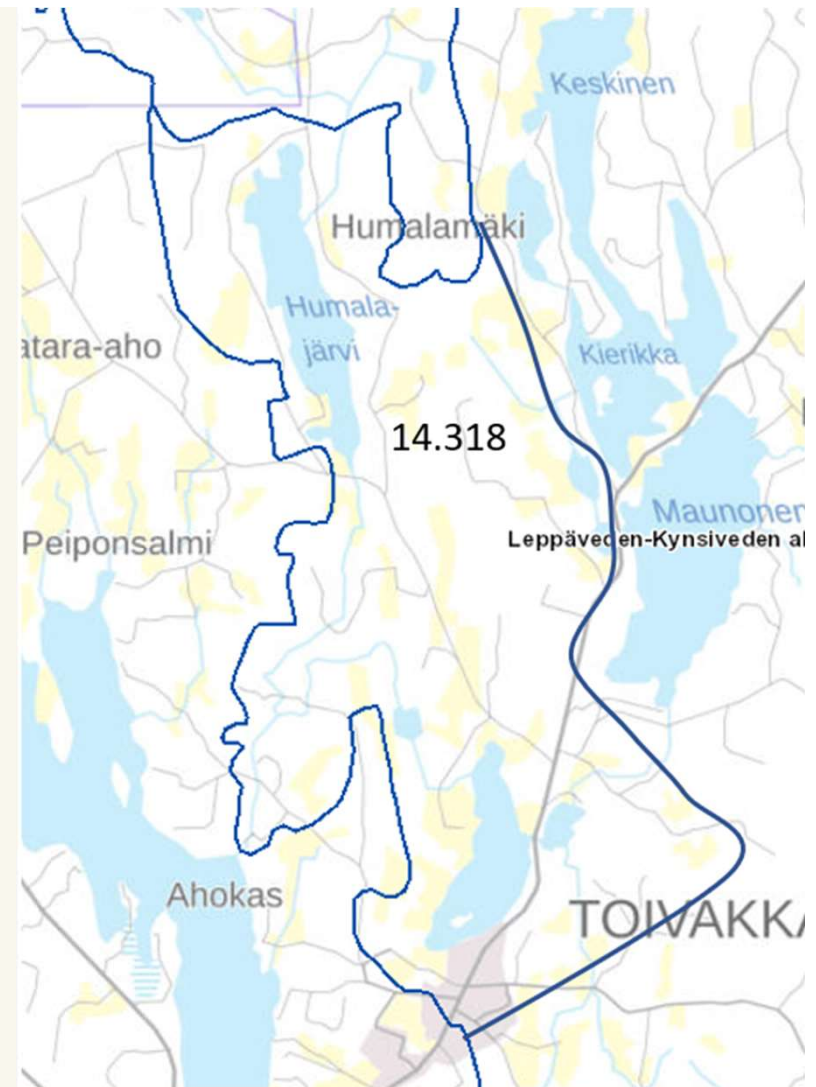 Keskinen
Humalamäki
Humala-
järvi
atara-aho
Kierikka
14.318
Maunonen
Peiponsalmi
Leppäveden-Kynsiveden al
Ahokas
TOIVAKKA